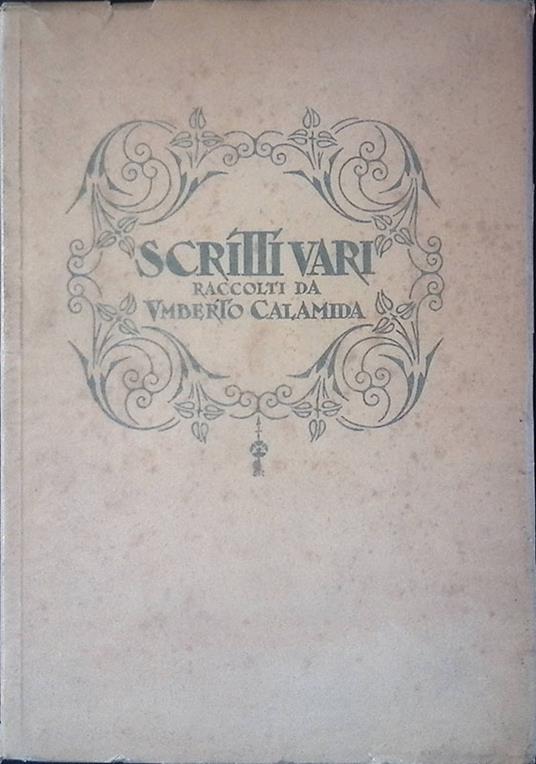 SCRITTI VARI
RACCOLTI DA
VMBERTO CALAMIDA